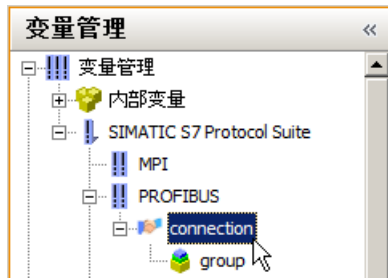 变量管理 «
变量管理
内部变量
SIMATIC S7 Protocol Suite
MPI
PROFIBUS
connection
group